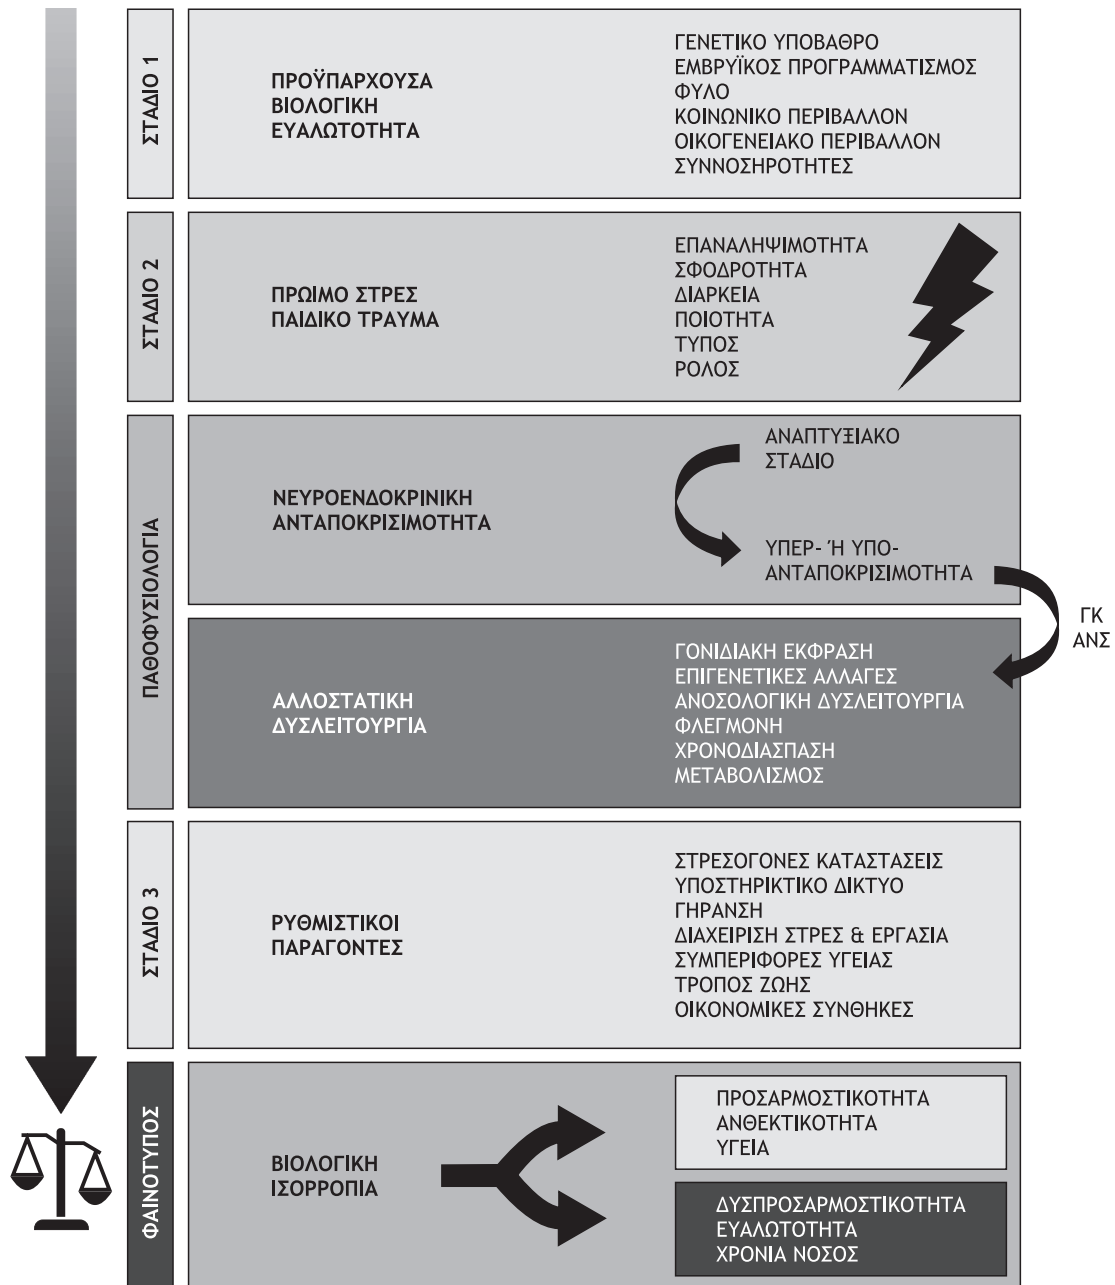 ΣΤΑΔΙΟ 1
ΠΡΟΫΠΑΡΧΟΥΣΑ
ΒΙΟΛΟΓΙΚΗ
ΕΥΑΛΩΤΟΤΗΤΑ
ΓΕΝΕΤΙΚΟ ΥΠΟΒΑΘΡΟ
ΕΜΒΡΥΪΚΟΣ ΠΡΟΓΡΑΜΜΑΤΙΣΜΟΣ
ΦΥΛΟ
ΚΟΙΝΩΝΙΚΟ ΠΕΡΙΒΑΛΛΟΝ
ΟΙΚΟΓΕΝΕΙΑΚΟ ΠΕΡΙΒΑΛΛΟΝ
ΣΥΝΝΟΣΗΡΟΤΗΤΕΣ
ΣΤΑΔΙΟ 2
ΠΡΩΙΜΟ ΣΤΡΕΣ
ΠΑΙΔΙΚΟ ΤΡΑΥΜΑ
ΕΠΑΝΑΛΗΨΙΜΟΤΗΤΑ
ΣΦΟΔΡΟΤΗΤΑ
ΔΙΑΡΚΕΙΑ
ΠΟΙΟΤΗΤΑ
ΤΥΠΟΣ
ΡΟΛΟΣ
ΠΑΘΟΦΥΣΙΟΛΟΓΙΑ
ΝΕΥΡΟΕΝΔΟΚΡΙΝΙΚΗ
ΑΝΤΑΠΟΚΡΙΣΙΜΟΤΗΤΑ
ΑΝΑΠΤΥΞΙΑΚΟ
ΣΤΑΔΙΟ
ΥΠΕΡ- Ή ΥΠΟ-
ΑΝΤΑΠΟΚΡΙΣΙΜΟΤΗΤΑ
ΓΚ
ΑΝΣ
ΑΛΛΟΣΤΑΤΙΚΗ
ΔΥΣΛΕΙΤΟΥΡΓΙΑ
ΓΟΝΙΔΙΑΚΗ ΕΚΦΡΑΣΗ
ΕΠΙΓΕΝΕΤΙΚΕΣ ΑΛΛΑΓΕΣ
ΑΝΟΣΟΛΟΓΙΚΗ ΔΥΣΛΕΙΤΟΥΡΓΙΑ
ΦΛΕΓΜΟΝΗ
ΧΡΟΝΟΔΙΑΣΠΑΣΗ
ΜΕΤΑΒΟΛΙΣΜΟΣ
ΣΤΑΔΙΟ 3
ΡΥΘΜΙΣΤΙΚΟΙ
ΠΑΡΑΓΟΝΤΕΣ
ΣΤΡΕΣΟΓΟΝΕΣ ΚΑΤΑΣΤΑΣΕΙΣ
ΥΠΟΣΤΗΡΙΚΤΙΚΟ ΔΙΚΤΥΟ
ΓΗΡΑΝΣΗ
ΔΙΑΧΕΙΡΙΣΗ ΣΤΡΕΣ & ΕΡΓΑΣΙΑ
ΣΥΜΠΕΡΙΦΟΡΕΣ ΥΓΕΙΑΣ
ΤΡΟΠΟΣ ΖΩΗΣ
ΟΙΚΟΝΟΜΙΚΕΣ ΣΥΝΘΗΚΕΣ
ΦΑΙΝΟΤΥΠΟΣ
ΒΙΟΛΟΓΙΚΗ
ΙΣΟΡΡΟΠΙΑ
ΠΡΟΣΑΡΜΟΣΤΙΚΟΤΗΤΑ
ΑΝΘΕΚΤΙΚΟΤΗΤΑ
ΥΓΕΙΑ
ΔΥΣΠΡΟΣΑΡΜΟΣΤΙΚΟΤΗΤΑ
ΕΥΑΛΩΤΟΤΗΤΑ
ΧΡΟΝΙΑ ΝΟΣΟΣ